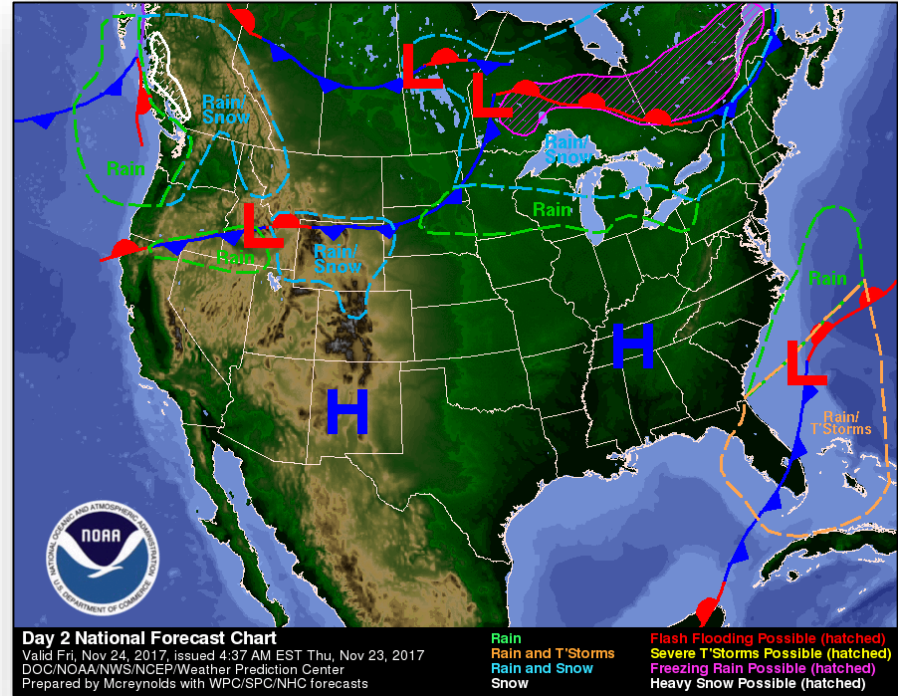 L
L
Rain/
Snow
Rain
Rain/
Snow
Rain
L
Rain
Rain/
Snow
Rain
H
H
L
Rain/
T'Storms
NATIONAL OCEANIC AND ATMOSPHERIC ADMINISTRATION
NOAA
U.S. DEPARTMENT OF COMMERCE
Day 2 National Forecast Chart
Valid Fri, Nov 24, 2017, issued 4:37 AM EST Thu, Nov 23, 2017
DOC/NOAA/NWS/NCEP/Weather Prediction Center
Prepared by Mcreynolds with WPC/SPC/NHC forecasts
Rain
Rain and T'Storms
Rain and Snow
Snow
Flash Flooding Possible (hatched)
Severe T'Storms Possible (hatched)
Freezing Rain Possible (hatched)
Heavy Snow Possible (hatched)